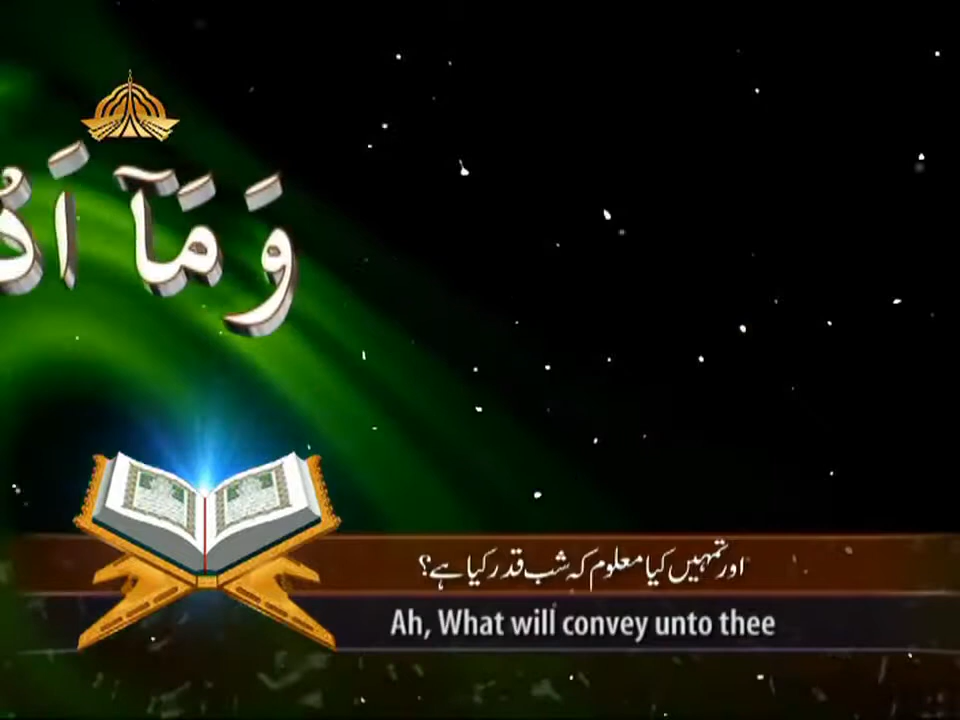 وَمَآ اَ
اور تمہیں کیا معلوم کہ شب قدر کیا ہے؟
Ah, What will convey unto thee